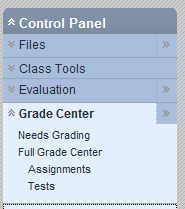 Control Panel
Files
Class Tools
Evaluation
Grade Center
Needs Grading
Full Grade Center
Assignments
Tests